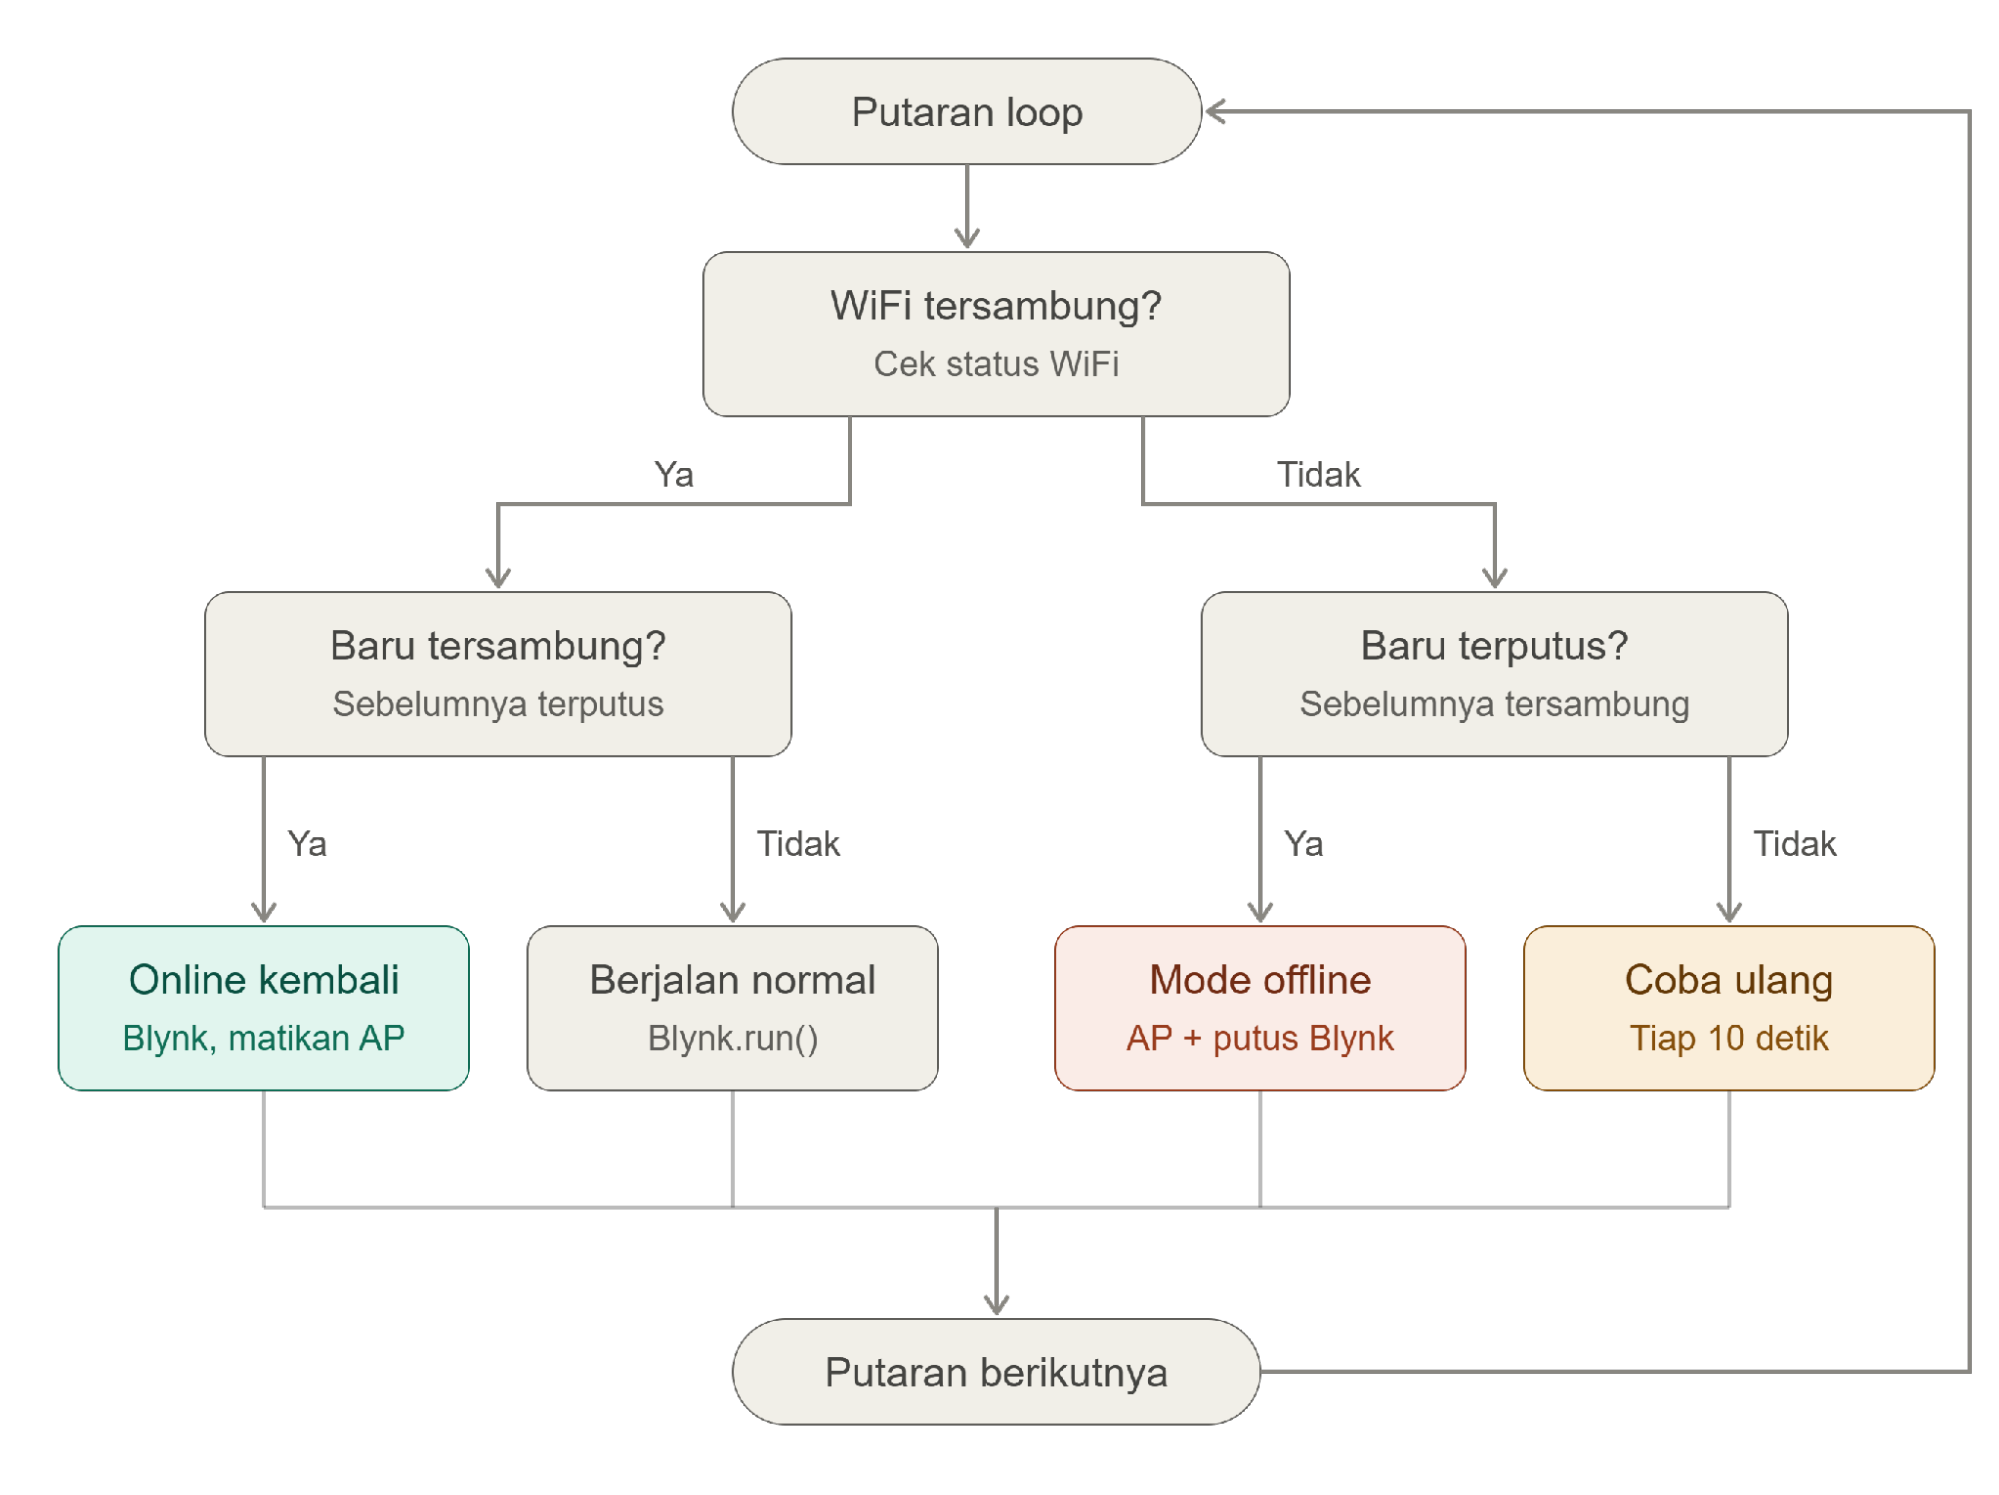 Putaran loop
WiFi tersambung?
Cek status WiFi
Ya
Tidak
Baru tersambung?
Sebelumnya terputus
Baru terputus?
Sebelumnya tersambung
Ya
Tidak
Ya
Tidak
Online kembali
Blynk, matikan AP
Berjalan normal
Blynk.run()
Mode offline
AP + putus Blynk
Coba ulang
Tiap 10 detik
Putaran berikutnya